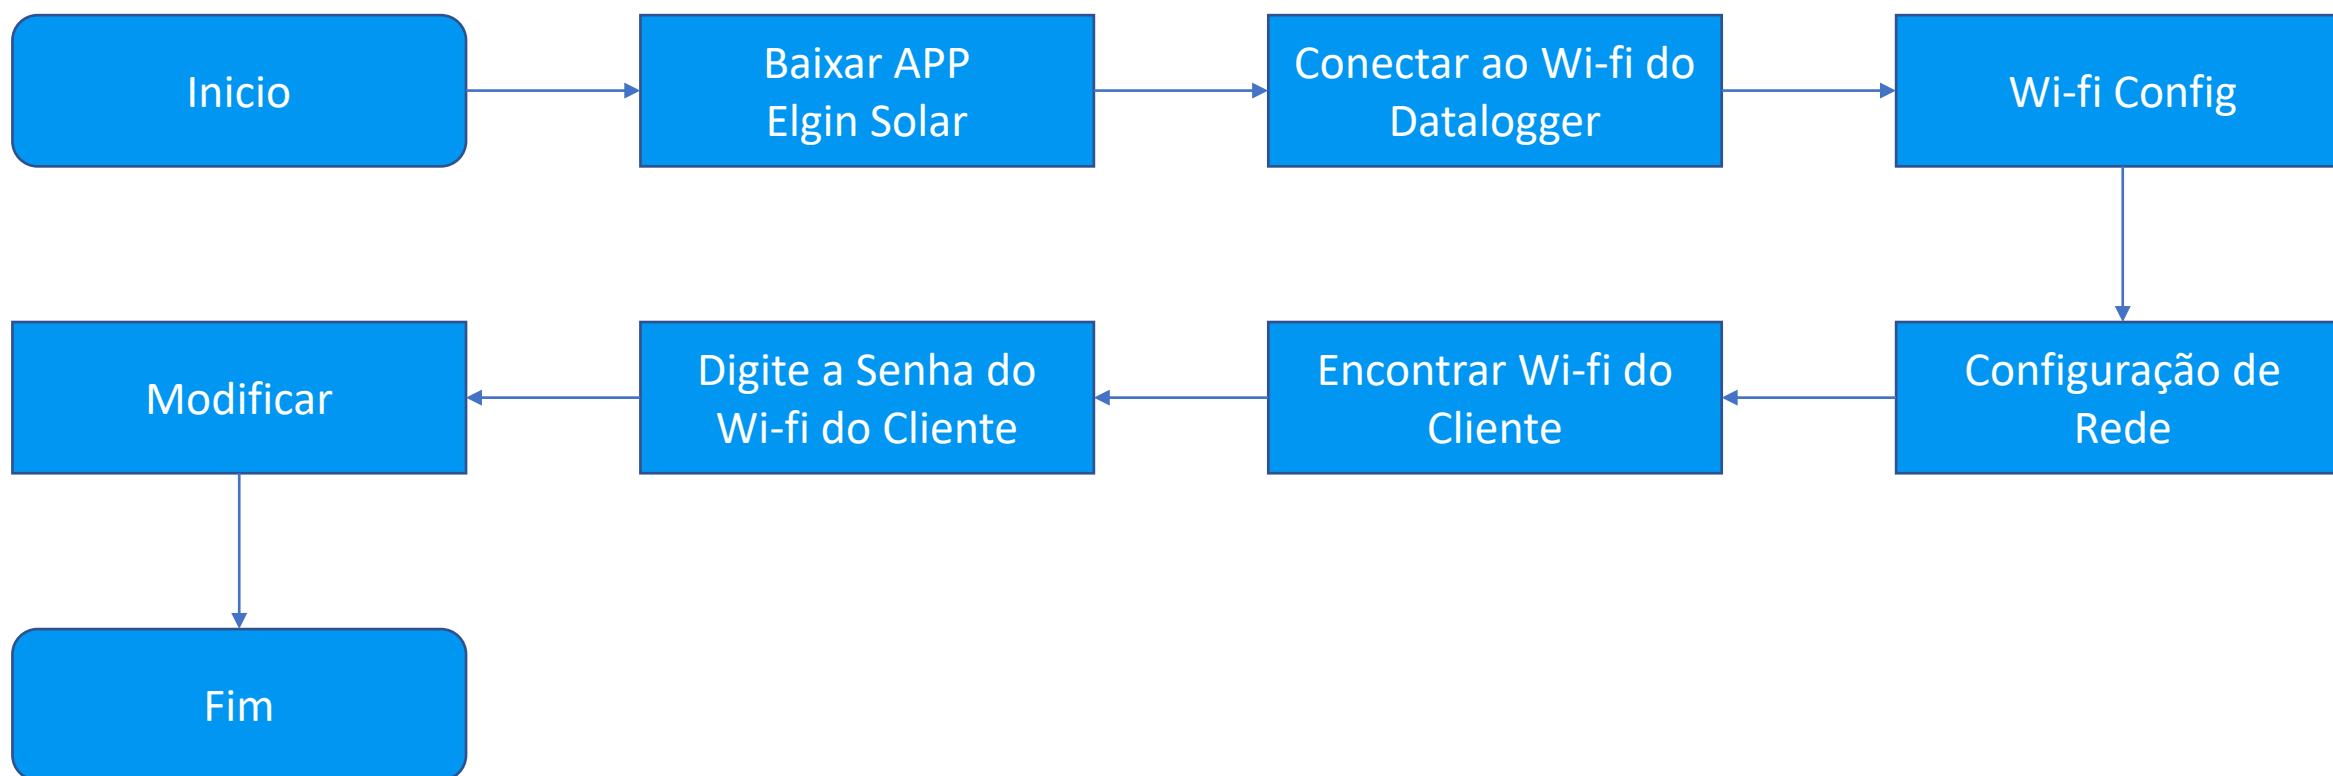 Inicio
Baixar APP
Elgin Solar
Conectar ao Wi-fi do
Datalogger
Wi-fi Config
Configuração de
Rede
Encontrar Wi-fi do
Cliente
Digite a Senha do
Wi-fi do Cliente
Modificar
Fim